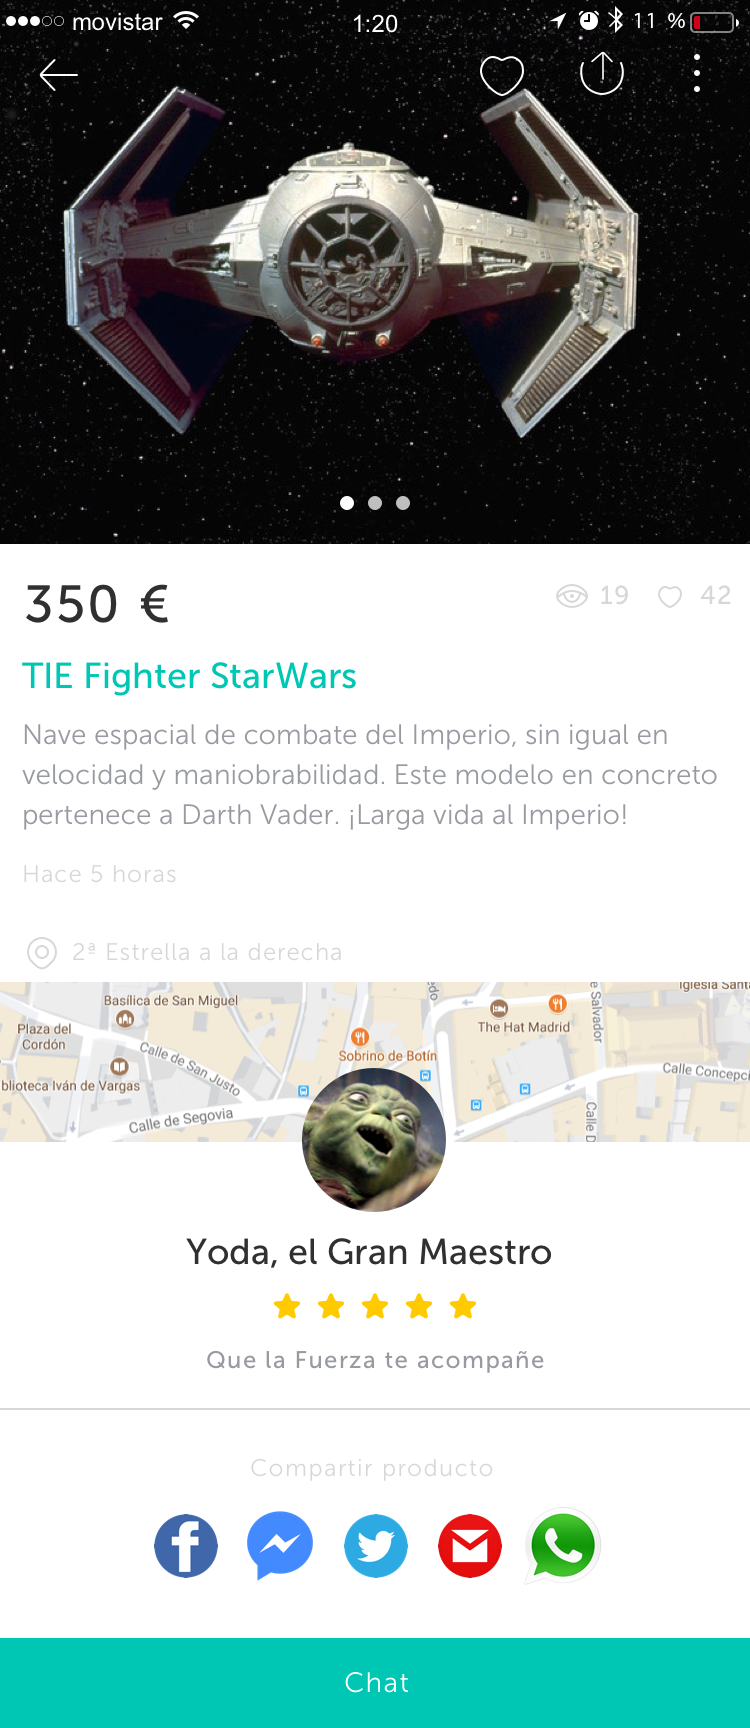 movistar 1:20 11 %
350 € 19 42
TIE Fighter StarWars
Nave espacial de combate del Imperio, sin igual en
velocidad y maniobrabilidad. Este modelo en concreto
pertenece a Darth Vader. ¡Larga vida al Imperio!
Hace 5 horas
2ª Estrella a la derecha
Iglesia Santa
Basílica de San Miguel
Plaza del
Cordón
edo
The Hat Madrid
e Salvador
Calle de San Justo
Sobrino de Botín
blioteca Iván de Vargas
Calle Concepci
Calle de Segovia
Calle D
Yoda, el Gran Maestro
Que la Fuerza te acompañe
Compartir producto
Chat